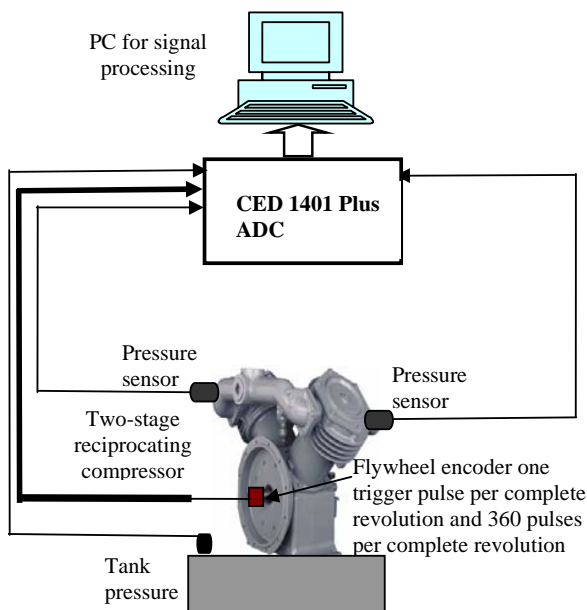 PC for signal
processing
CED 1401 Plus
ADC
Pressure
sensor
Pressure
sensor
Two-stage
reciprocating
compressor
Flywheel encoder one
trigger pulse per complete
revolution and 360 pulses
per complete revolution
Tank
pressure